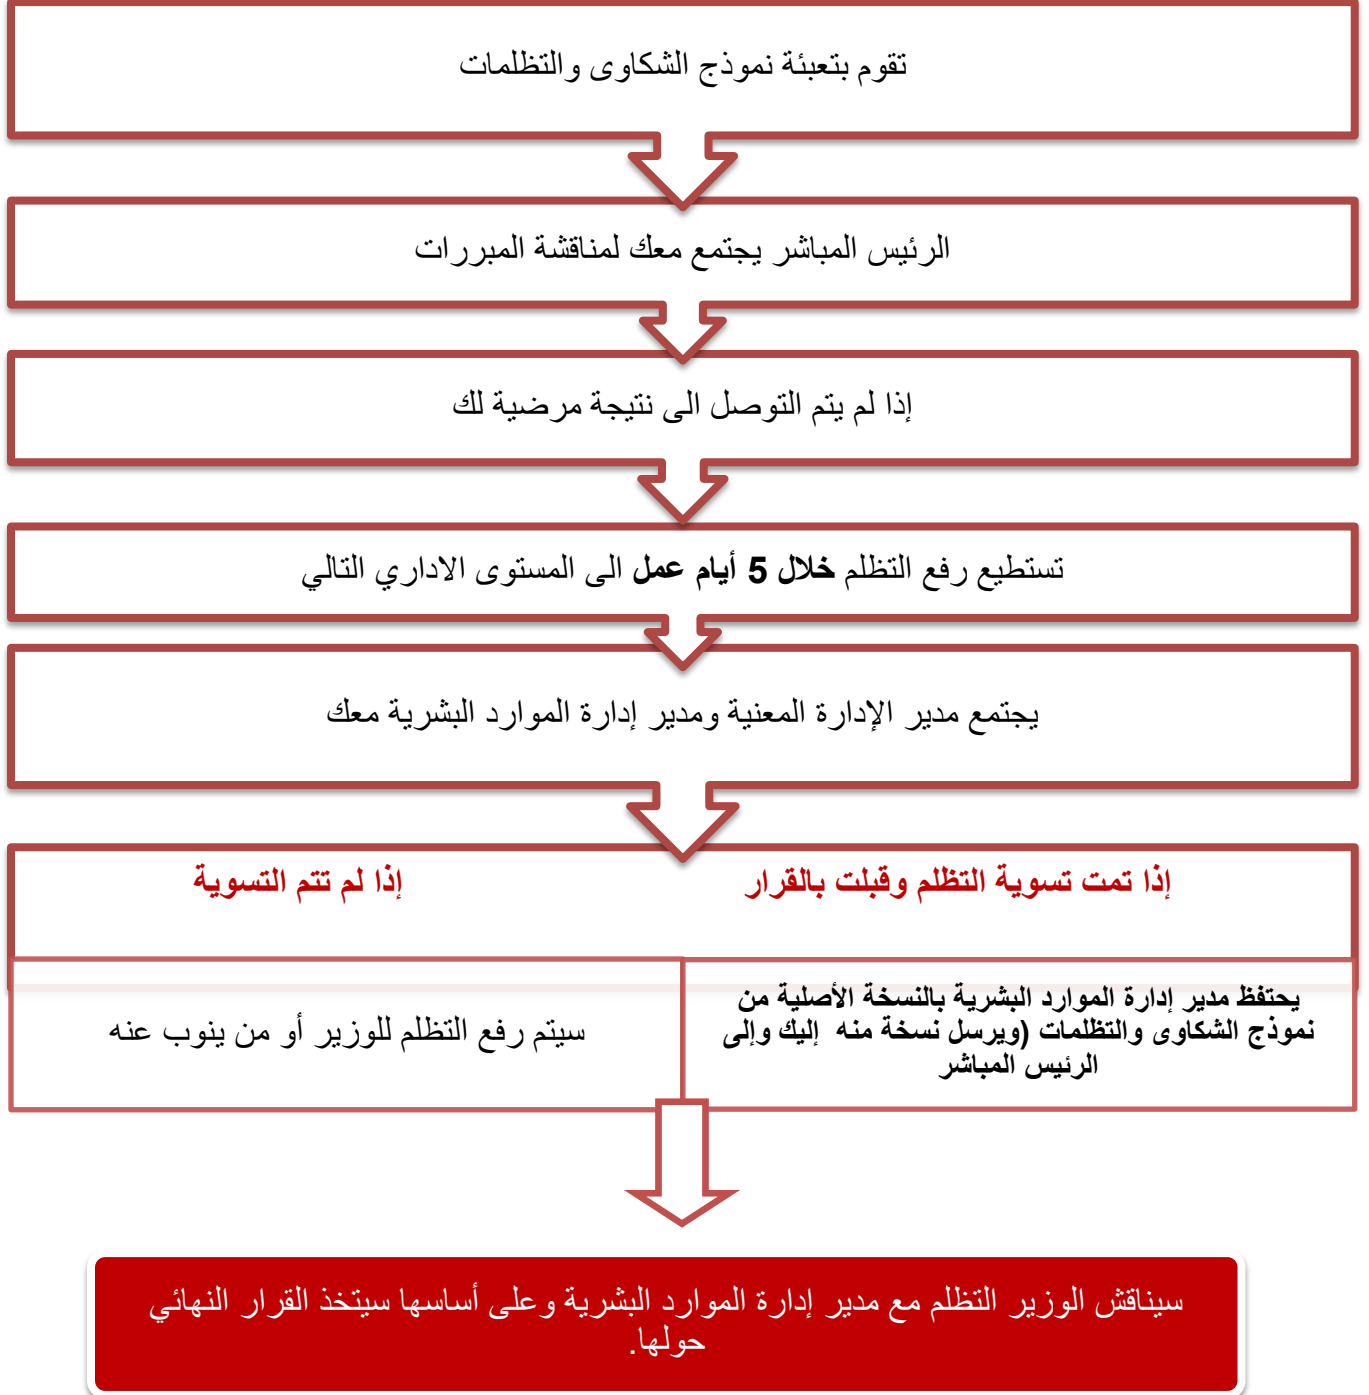 تقوم بتعبئة نموذج الشكاوى والتظلمات
الرئيس المباشر يجتمع معك لمناقشة المبررات
إذا لم يتم التوصل الى نتيجة مرضية لك
تستطيع رفع التظلم خلال 5 أيام عمل الى المستوى الاداري التالي
يجتمع مدير الإدارة المعنية ومدير إدارة الموارد البشرية معك
إذا تمت تسوية التظلم وقبلت بالقرار
إذا لم تتم التسوية
يحتفظ مدير إدارة الموارد البشرية بالنسخة الأصلية من
نموذج الشكاوى والتظلمات (ويرسل نسخة منه إليك وإلى
الرئيس المباشر
سيتم رفع التظلم للوزير أو من ينوب عنه
سيناقش الوزير التظلم مع مدير إدارة الموارد البشرية وعلى أساسها سيتخذ القرار النهائي
حولها.